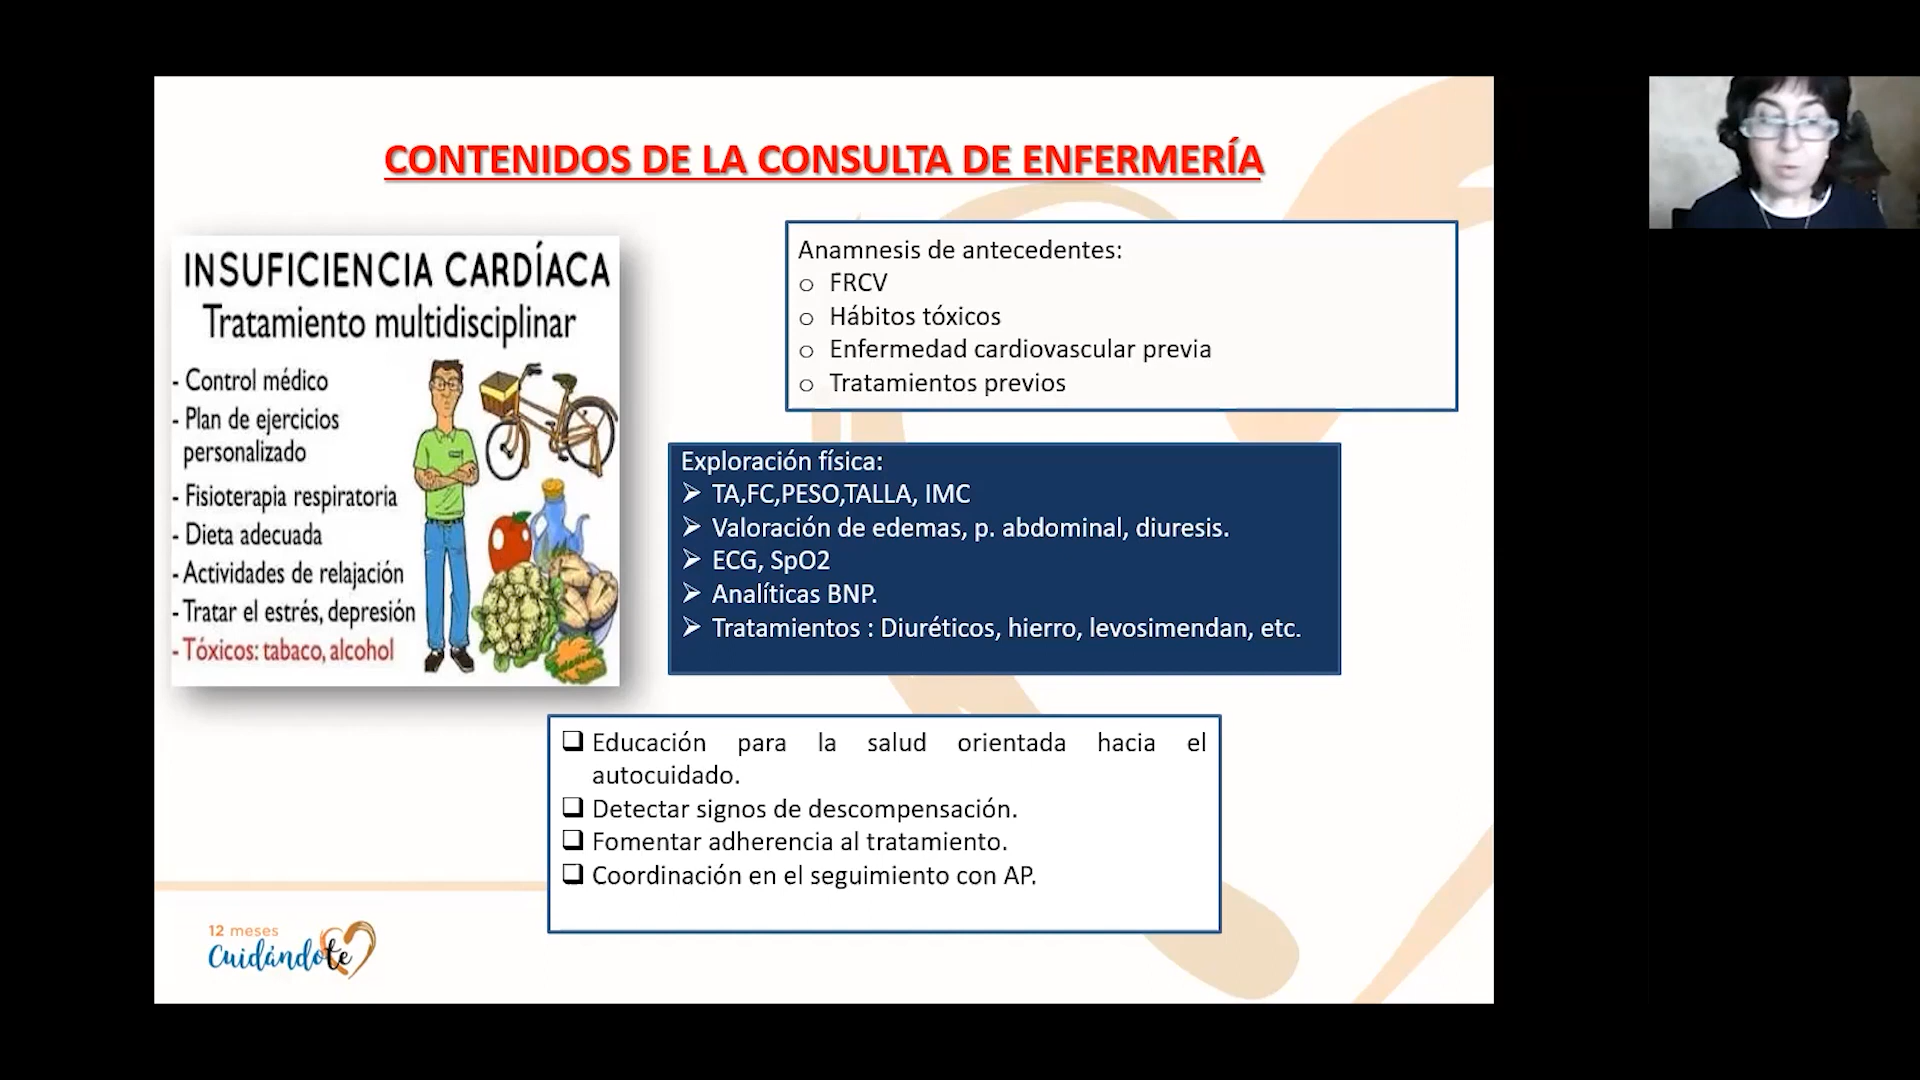 CONTENIDOS DE LA CONSULTA DE ENFERMERÍA
INSUFICIENCIA CARDÍACA
Tratamiento multidisciplinar
- Control médico
- Plan de ejercicios
personalizado
- Fisioterapia respiratoria
- Dieta adecuada
- Actividades de relajación
- Tratar el estrés, depresión
- Tóxicos: tabaco, alcohol
Anamnesis de antecedentes:
o FRCV
o Hábitos tóxicos
o Enfermedad cardiovascular previa
o Tratamientos previos
Exploración física:
➢ TA,FC,PESO,TALLA, IMC
➢ Valoración de edemas, p. abdominal, diuresis.
➢ ECG, SpO2
➢ Analíticas BNP.
➢ Tratamientos : Diuréticos, hierro, levosimendan, etc.
❑ Educación para la salud orientada hacia el
autocuidado.
❑ Detectar signos de descompensación.
❑ Fomentar adherencia al tratamiento.
❑ Coordinación en el seguimiento con AP.
12 meses
Cuidándote